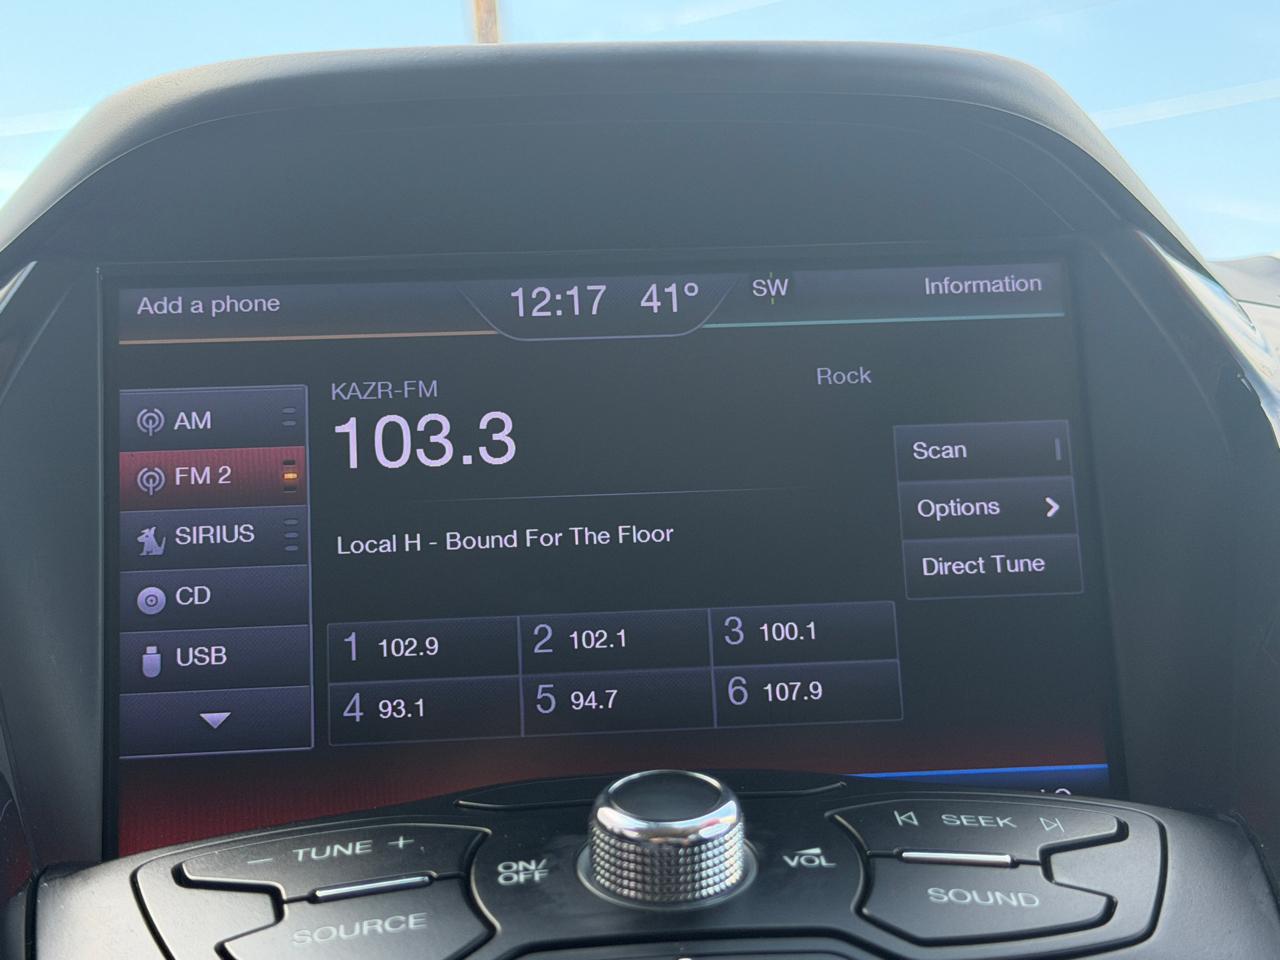 Add a phone
12:17 41°
SW
Information
KAZR-FM
Rock
103.3
AM
FM 2
SIRIUS
CD
USB
Local H - Bound For The Floor
Scan
Options
Direct Tune
1 102.9
2 102.1
3 100.1
4 93.1
5 94.7
6 107.9
— TUNE +
SOURCE
ON/
OFF
VOL
SEEK
SOUND